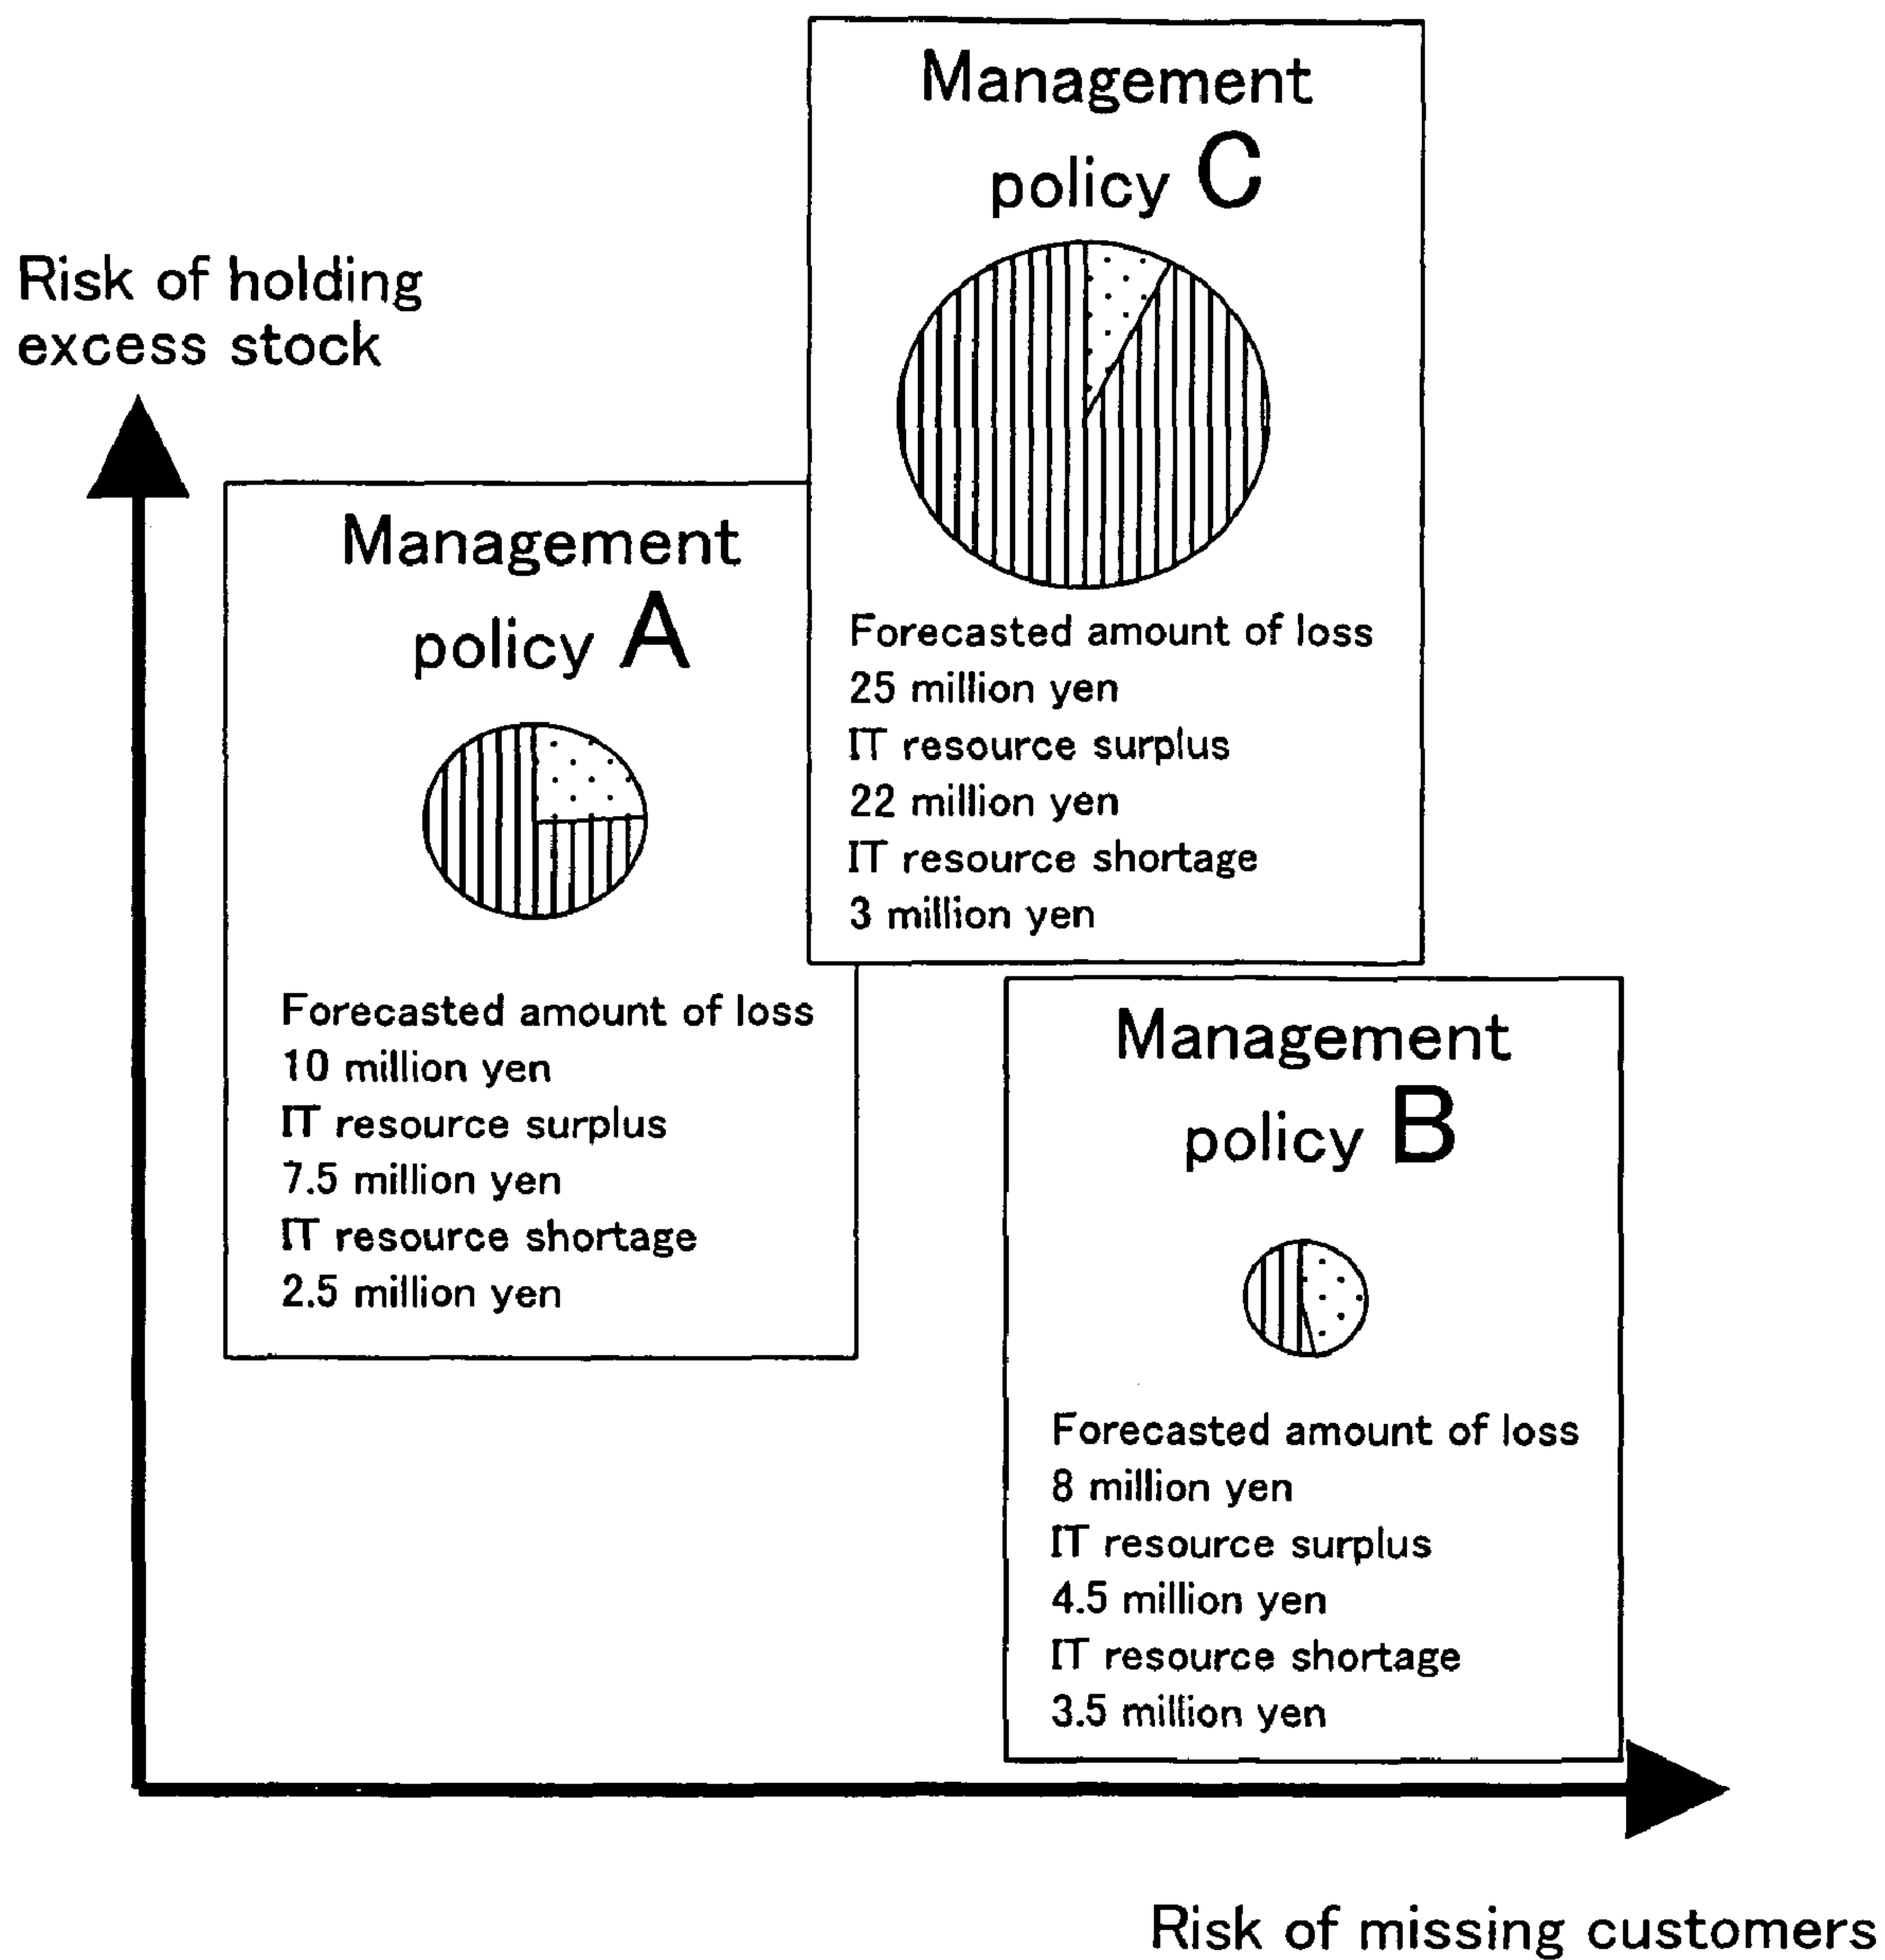 Risk of holding
excess stock
Management
policy A
Forecasted amount of loss
10 million yen
IT resource surplus
7.5 million yen
IT resource shortage
2.5 million yen
Management
policy C
Forecasted amount of loss
25 million yen
IT resource surplus
22 million yen
IT resource shortage
3 million yen
Management
policy B
Forecasted amount of loss
8 million yen
IT resource surplus
4.5 million yen
IT resource shortage
3.5 million yen
Risk of missing customers